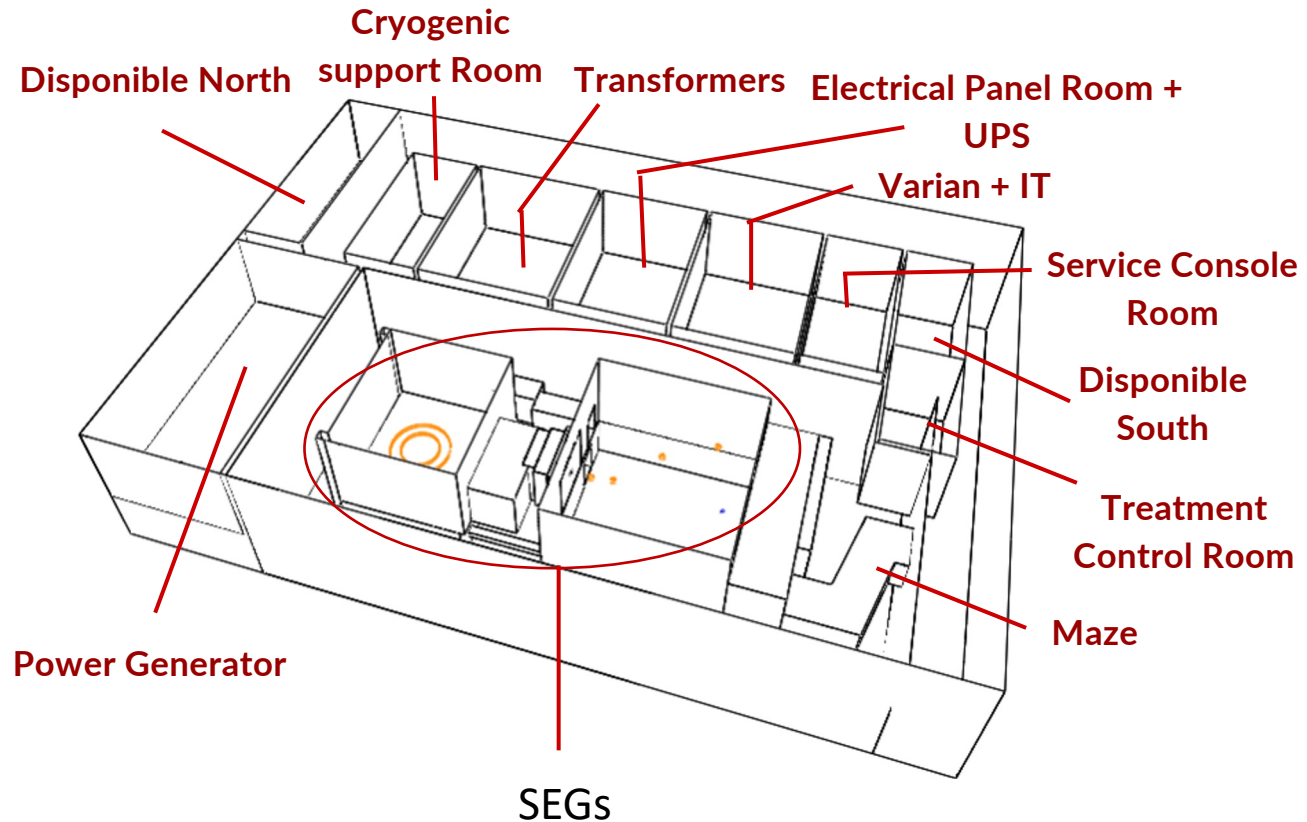 Cryogenic
support Room
Disponible North
Transformers
Electrical Panel Room +
UPS
Varian + IT
Service Console
Room
Disponible
South
Treatment
Control Room
Maze
Power Generator
SEGs